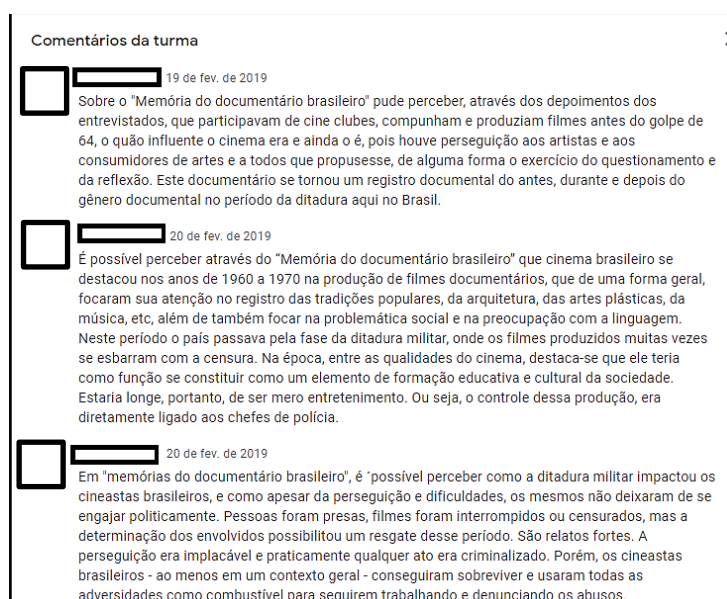 Comentários da turma
19 de fev. de 2019
Sobre o "Memória do documentário brasileiro" pude perceber, através dos depoimentos dos
entrevistados, que participavam de cine clubes, compunham e produziam filmes antes do golpe de
64, o quão influente o cinema era e ainda o é, pois houve perseguição aos artistas e aos
consumidores de artes e a todos que propusesse, de alguma forma o exercício do questionamento e
da reflexão. Este documentário se tornou um registro documental do antes, durante e depois do
gênero documental no período da ditadura aqui no Brasil.
20 de fev. de 2019
É possível perceber através do “Memória do documentário brasileiro” que cinema brasileiro se
destacou nos anos de 1960 a 1970 na produção de filmes documentários, que de uma forma geral,
focaram sua atenção no registro das tradições populares, da arquitetura, das artes plásticas, da
música, etc, além de também focar na problemática social e na preocupação com a linguagem.
Neste período o país passava pela fase da ditadura militar, onde os filmes produzidos muitas vezes
se esbarram com a censura. Na época, entre as qualidades do cinema, destaca-se que ele teria
como função se constituir como um elemento de formação educativa e cultural da sociedade.
Estaria longe, portanto, de ser mero entretenimento. Ou seja, o controle dessa produção, era
diretamente ligado aos chefes de polícia.
20 de fev. de 2019
Em "memórias do documentário brasileiro", é ´possível perceber como a ditadura militar impactou os
cineastas brasileiros, e como apesar da perseguição e dificuldades, os mesmos não deixaram de se
engajar politicamente. Pessoas foram presas, filmes foram interrompidos ou censurados, mas a
determinação dos envolvidos possibilitou um resgate desse período. São relatos fortes. A
perseguição era implacável e praticamente qualquer ato era criminalizado. Porém, os cineastas
brasileiros - ao menos em um contexto geral - conseguiram sobreviver e usaram todas as
adversidades como combustível para seguirem trabalhando e denunciando os abusos.